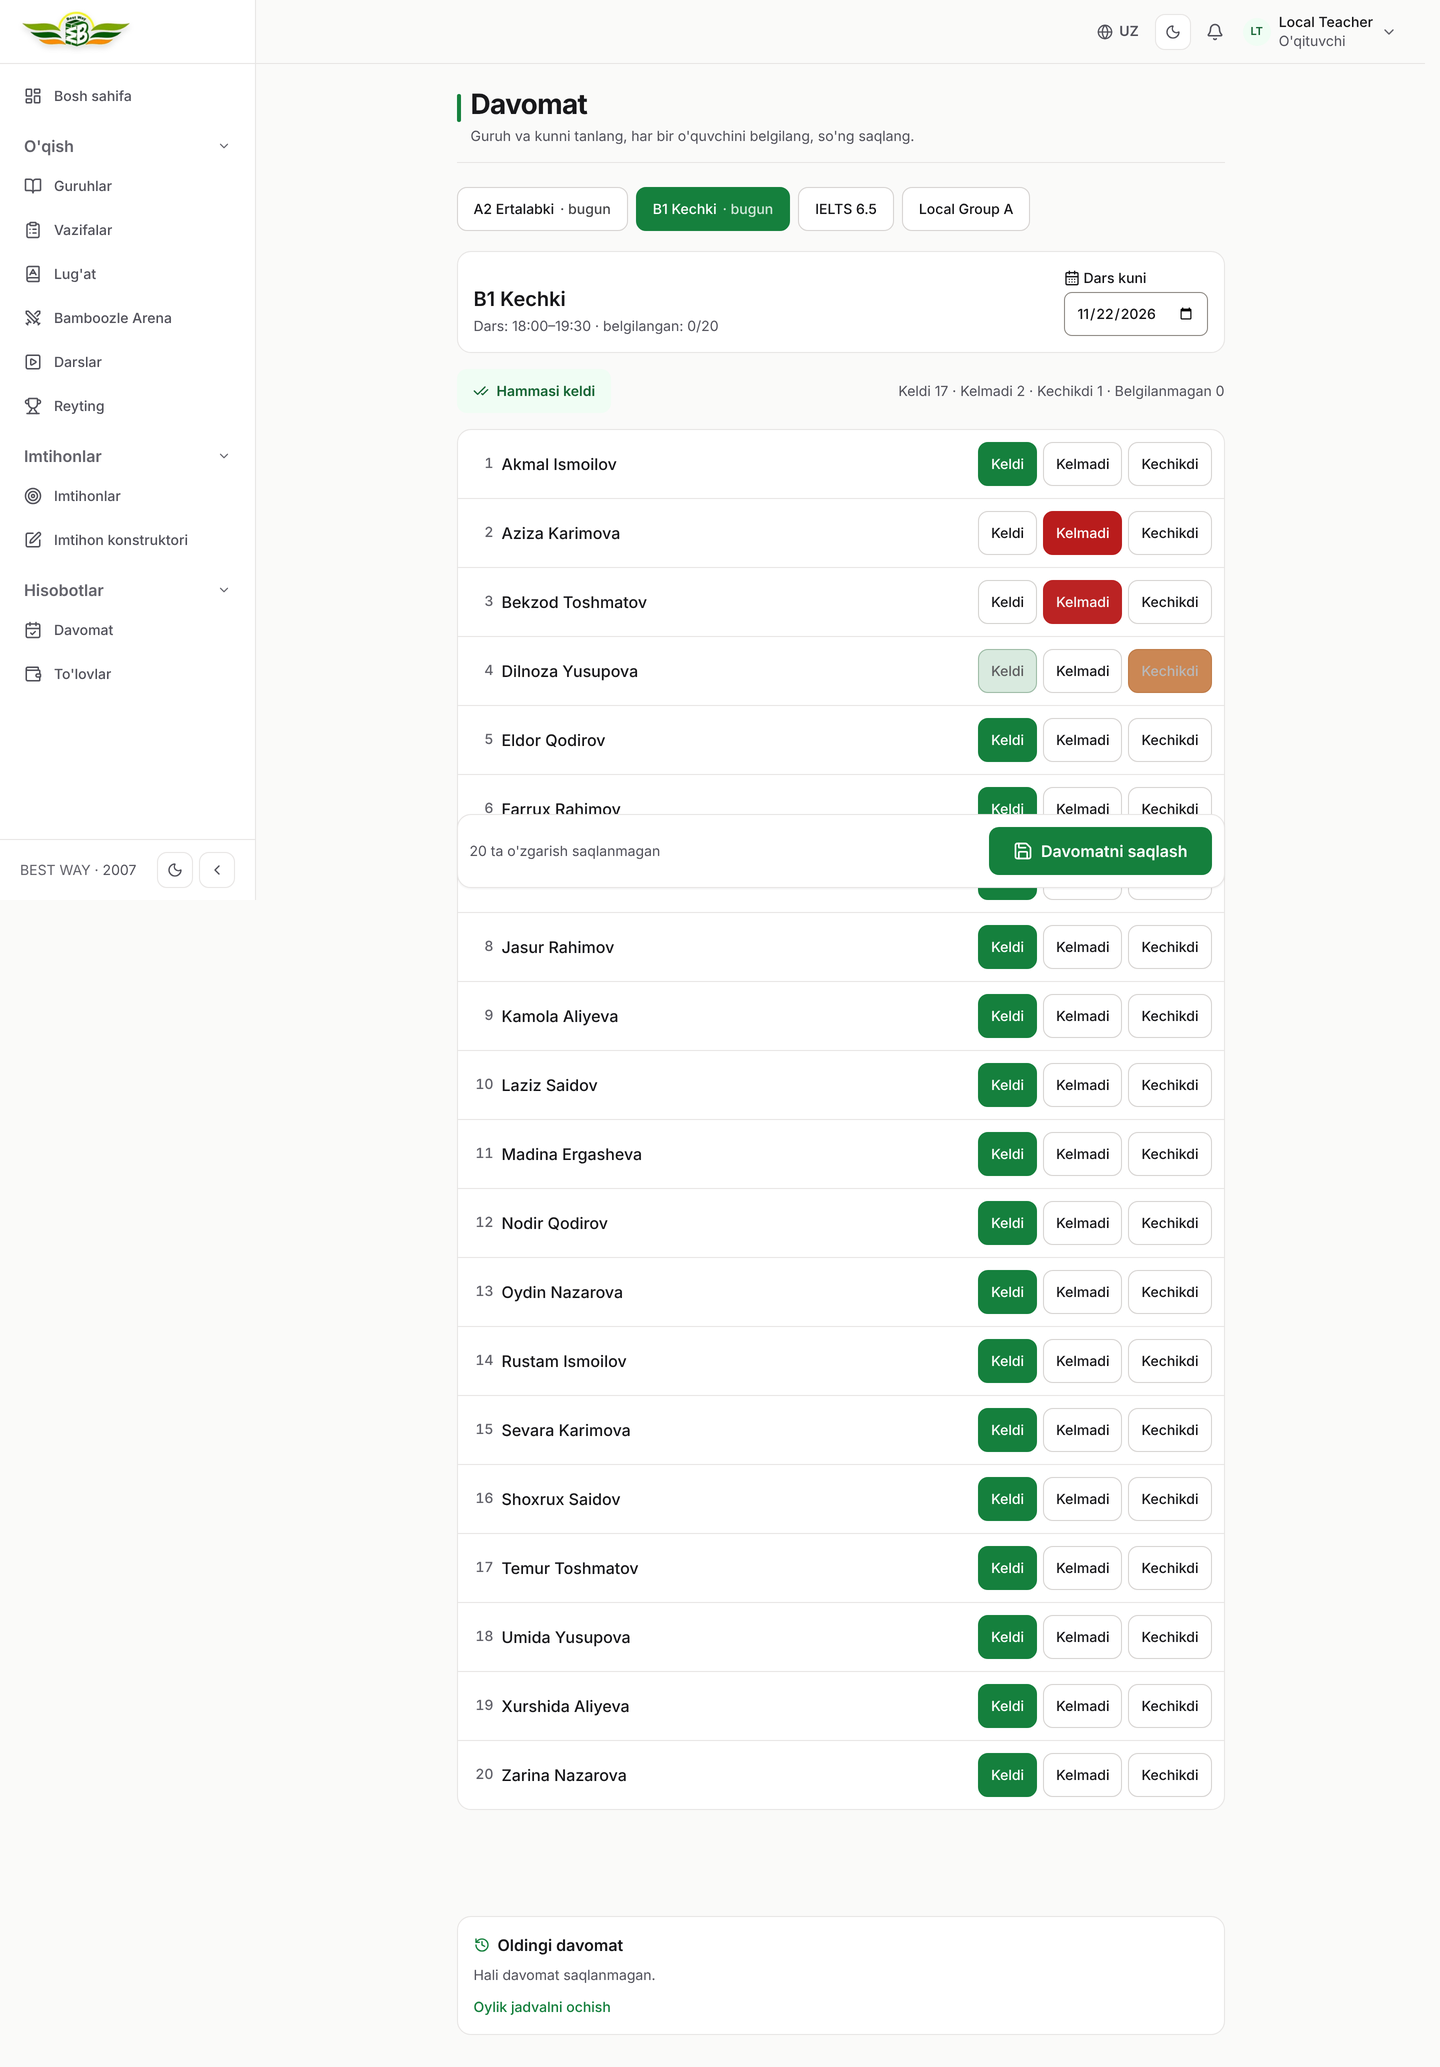 Best Way
UZ
LT
Local Teacher
O'qituvchi
Bosh sahifa
O'qish
Guruhlar
Vazifalar
Lug'at
Bamboozle Arena
Darslar
Reyting
Imtihonlar
Imtihonlar
Imtihon konstruktori
Hisobotlar
Davomat
To'lovlar
BEST WAY · 2007
Davomat
Guruh va kunni tanlang, har bir o'quvchini belgilang, so'ng saqlang.
A2 Ertalabki · bugun B1 Kechki · bugun IELTS 6.5 Local Group A
B1 Kechki
Dars: 18:00–19:30 · belgilangan: 0/20
Dars kuni
11/22/2026
Hammasi keldi Keldi 17 · Kelmadi 2 · Kechikdi 1 · Belgilanmagan 0
1 Akmal Ismoilov Keldi Kelmadi Kechikdi
2 Aziza Karimova Keldi Kelmadi Kechikdi
3 Bekzod Toshmatov Keldi Kelmadi Kechikdi
4 Dilnoza Yusupova Keldi Kelmadi Kechikdi
5 Eldor Qodirov Keldi Kelmadi Kechikdi
6 Farrux Rahimov Keldi Kelmadi Kechikdi
20 ta o'zgarish saqlanmagan Davomatni saqlash
8 Jasur Rahimov Keldi Kelmadi Kechikdi
9 Kamola Aliyeva Keldi Kelmadi Kechikdi
10 Laziz Saidov Keldi Kelmadi Kechikdi
11 Madina Ergasheva Keldi Kelmadi Kechikdi
12 Nodir Qodirov Keldi Kelmadi Kechikdi
13 Oydin Nazarova Keldi Kelmadi Kechikdi
14 Rustam Ismoilov Keldi Kelmadi Kechikdi
15 Sevara Karimova Keldi Kelmadi Kechikdi
16 Shoxrux Saidov Keldi Kelmadi Kechikdi
17 Temur Toshmatov Keldi Kelmadi Kechikdi
18 Umida Yusupova Keldi Kelmadi Kechikdi
19 Xurshida Aliyeva Keldi Kelmadi Kechikdi
20 Zarina Nazarova Keldi Kelmadi Kechikdi
Oldingi davomat
Hali davomat saqlanmagan.
Oylik jadvalni ochish